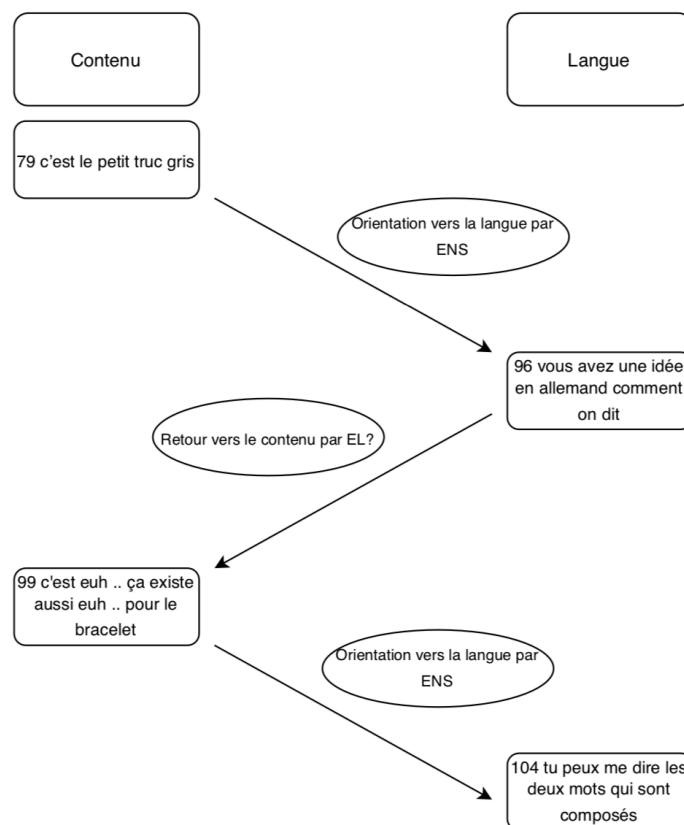 Contenu
Langue
79 c’est le petit truc gris
Orientation vers la langue par
ENS
96 vous avez une idée
en allemand comment
on dit
Retour vers le contenu par EL?
99 c'est euh .. ça existe
aussi euh .. pour le
bracelet
Orientation vers la langue par
ENS
104 tu peux me dire les
deux mots qui sont
composés